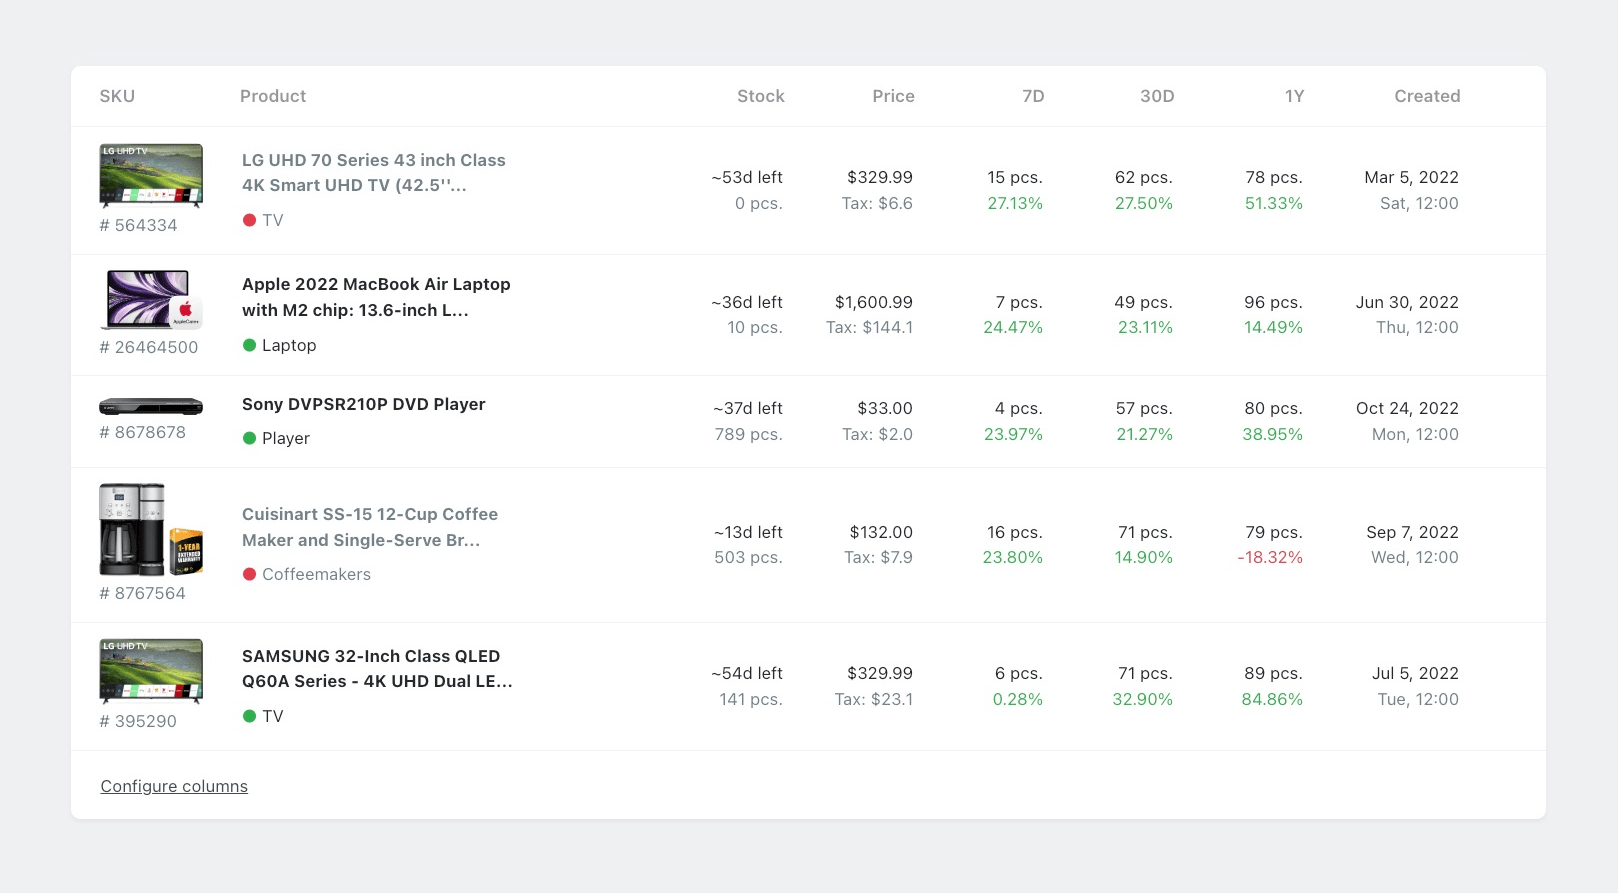 SKU Product Stock Price 7D 30D 1Y Created
LG UHD TV
LG UHD 70 Series 43 inch Class
4K Smart UHD TV (42.5''...
~53d left $329.99 15 pcs. 62 pcs. 78 pcs. Mar 5, 2022
0 pcs. Tax: $6.6 27.13% 27.50% 51.33% Sat, 12:00
# 564334
TV
Apple 2022 MacBook Air Laptop
with M2 chip: 13.6-inch L...
~36d left $1,600.99 7 pcs. 49 pcs. 96 pcs. Jun 30, 2022
10 pcs. Tax: $144.1 24.47% 23.11% 14.49% Thu, 12:00
AppleCare+
# 26464500
Laptop
Sony DVPSR210P DVD Player
~37d left $33.00 4 pcs. 57 pcs. 80 pcs. Oct 24, 2022
789 pcs. Tax: $2.0 23.97% 21.27% 38.95% Mon, 12:00
# 8678678
Player
Cuisinart SS-15 12-Cup Coffee
Maker and Single-Serve Br...
~13d left $132.00 16 pcs. 71 pcs. 79 pcs. Sep 7, 2022
503 pcs. Tax: $7.9 23.80% 14.90% -18.32% Wed, 12:00
1-YEAR
EXTENDED
WARRANTY
# 8767564
Coffeemakers
LG UHD TV
SAMSUNG 32-Inch Class QLED
Q60A Series - 4K UHD Dual LE...
~54d left $329.99 6 pcs. 71 pcs. 89 pcs. Jul 5, 2022
141 pcs. Tax: $23.1 0.28% 32.90% 84.86% Tue, 12:00
# 395290
TV
Configure columns